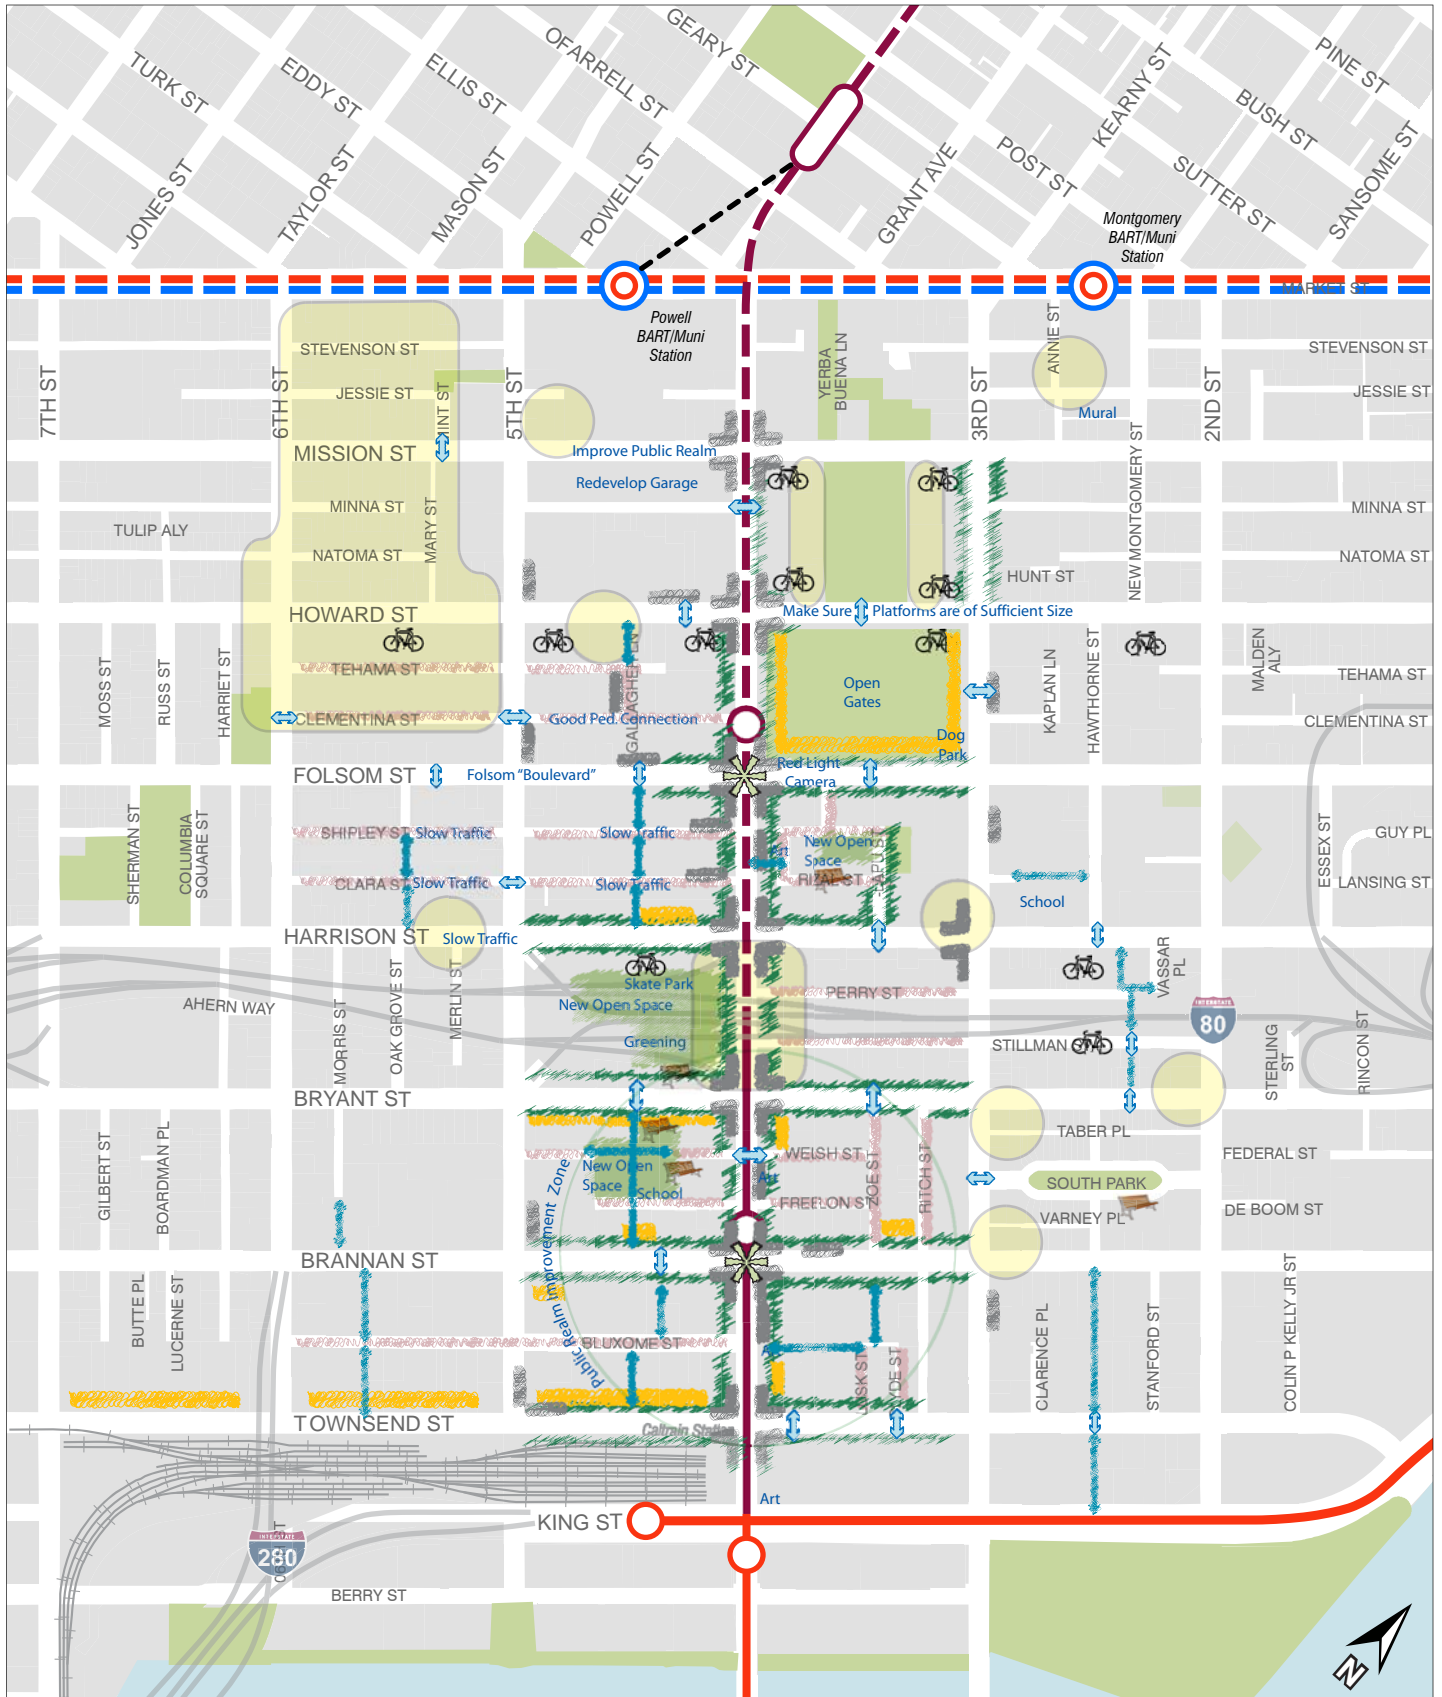 GEARY ST
OFARRELL ST
ELLIS ST
EDDY ST
TURK ST
PINE ST
BUSH ST
KEARNY ST
SANSOME ST
SUTTER ST
POST ST
GRANT AVE
POWELL ST
MASON ST
TAYLOR ST
JONES ST
Montgomery
BART/Muni
Station
MARKET ST
Powell
BART/Muni
Station
7TH ST
6TH ST
5TH ST
3RD ST
2ND ST
STEVENSON ST
STEVENSON ST
JESSIE ST
JESSIE ST
MINT ST
YERBA
BUENA LN
ANNIE ST
Mural
MISSION ST
Improve Public Realm
Redevelop Garage
NEW MONTGOMERY ST
MINNA ST
MINNA ST
TULIP ALY
MARY ST
NATOMA ST
NATOMA ST
HUNT ST
HOWARD ST
Make Sure Platforms are of Sufficient Size
MOSS ST
RUSS ST
HARRIET ST
TEHAMA ST
TEHAMA ST
GALLAGHER LN
KAPLAN LN
HAWTHORNE ST
MALDEN
ALY
Open
Gates
CLEMENTINA ST
CLEMENTINA ST
Good Ped. Connection
Dog
Park
FOLSOM ST
Folsom "Boulevard"
Red Light
Camera
SHERMAN ST
COLUMBIA
SQUARE ST
SHIPLEY ST
Slow Traffic
Slow Traffic
Art
New Open
Space
LAPU ST
ESSEX ST
GUY PL
CLARA ST
Slow Traffic
Slow Traffic
RIZAL ST
LANSING ST
School
HARRISON ST
Slow Traffic
AHERN WAY
MORRIS ST
OAK GROVE ST
MERLIN ST
Skate Park
New Open Space
Greening
PERRY ST
VASSAR
PL
INTERSTATE
80
STILLMAN
STERLING
ST
RINCON ST
BRYANT ST
GILBERT ST
BOARDMAN PL
WELSH ST
ZOE ST
RITCH ST
TABER PL
FEDERAL ST
New Open
Space
School
Art
SOUTH PARK
FREELON ST
VARNEY PL
DE BOOM ST
Public Realm Improvement Zone
BRANNAN ST
BUTTE PL
LUCERNE ST
BLUXOME ST
LUSK ST
CLYDE ST
CLARENCE PL
STANFORD ST
COLIN P KELLY JR ST
TOWNSEND ST
Caltrain Station
Art
KING ST
INTERSTATE
280
BERRY ST
N